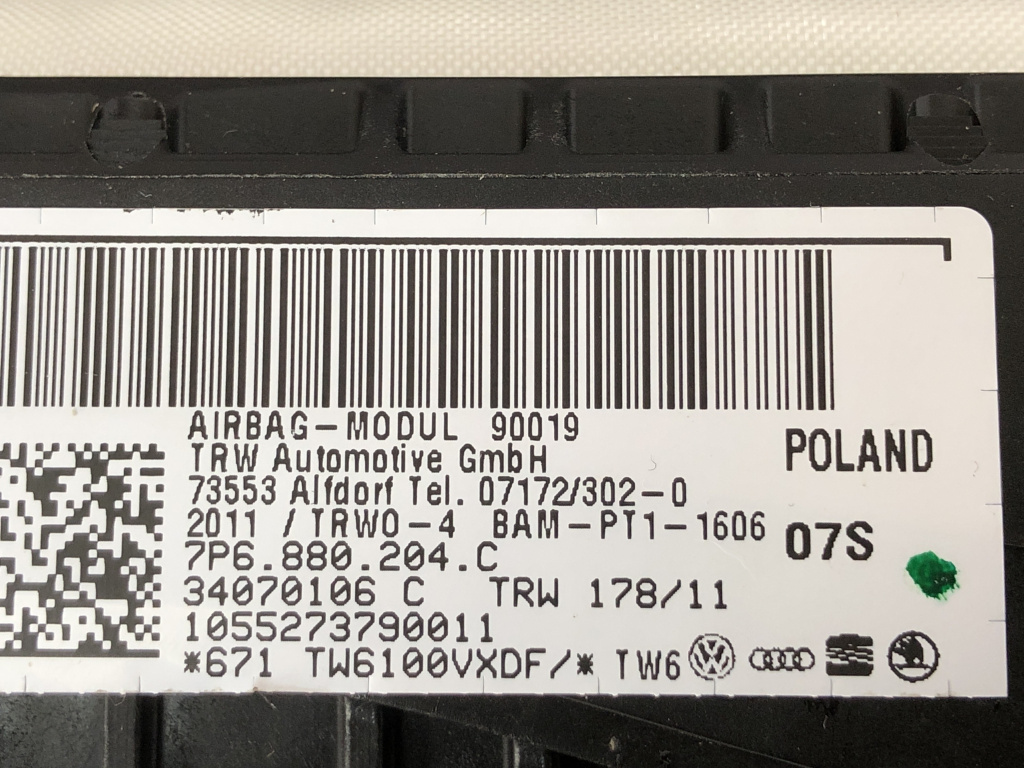 AIRBAG-MODUL 90019
TRW Automotive GmbH
73553 Alfdorf Tel. 07172/302-0
2011 / TRWO-4 BAM-PT1-1606
7P6.880.204.C
34070106 C TRW 178/11
1055273790011
*671 TW6100VXDF/* TW6
POLAND
07S